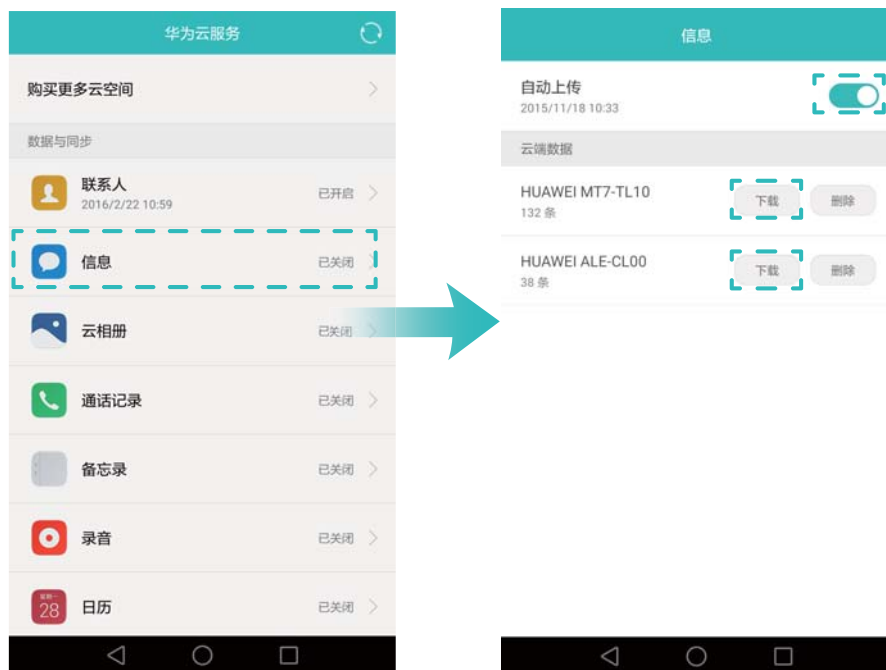 华为云服务
购买更多云空间
数据与同步
联系人
2016/2/22 10:59
已开启
信息
已关闭
云相册
已关闭
通话记录
已关闭
备忘录
已关闭
录音
已关闭
28
日历
已关闭
信息
自动上传
2015/11/18 10:33
云端数据
HUAWEI MT7-TL10
132 条
下载
删除
HUAWEI ALE-CL00
38 条
下载
删除